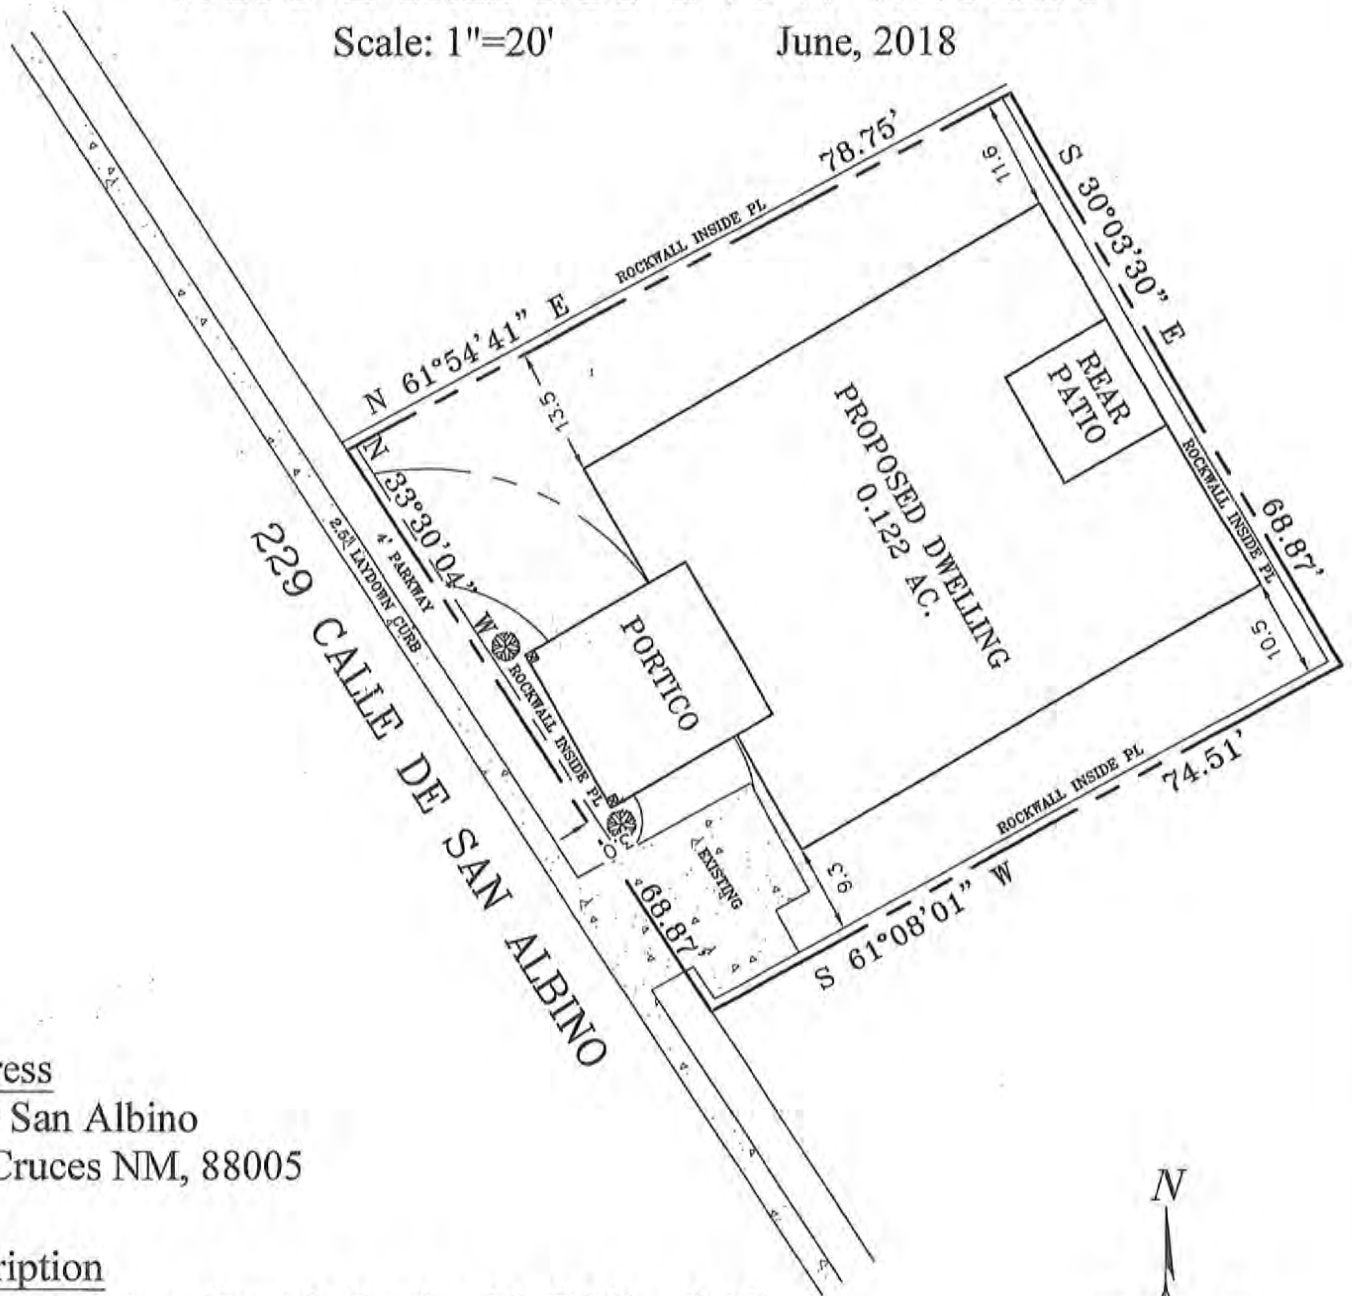 Scale: 1"=20'
June, 2018
78.75'
11.6
S 30°03'30" E
ROCKWALL INSIDE PL
N 61°54'41" E
13.5
REAR
PATIO
PROPOSED DWELLING
0.122 AC.
ROCKWALL INSIDE PL
68.87'
N 33°30'04" W
2.5' LAYDOWN CURB
4' PARKWAY
229 CALLE DE SAN ALBINO
PORTICO
ROCKWALL INSIDE PL
10.5
ROCKWALL INSIDE PL
74.51'
EXISTING
9.3
68.87'
S 61°08'01" W
ress
San Albino
Cruces NM, 88005
N
ription